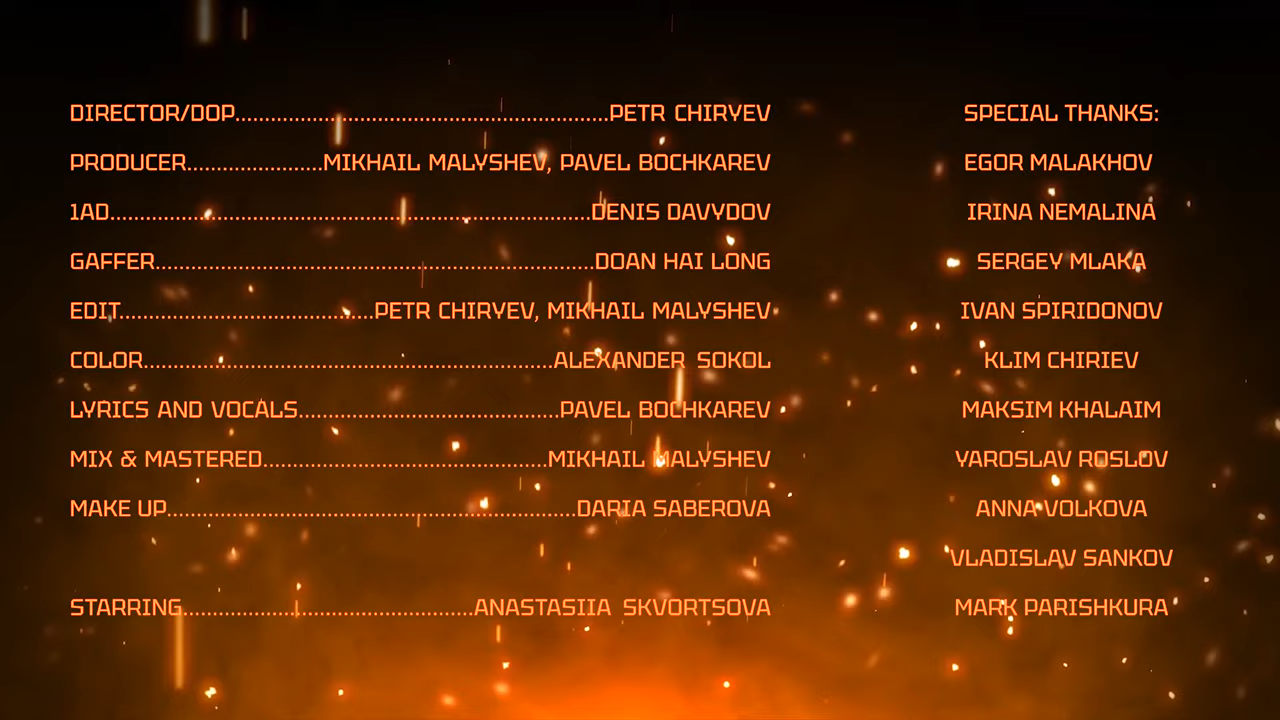 DIRECTOR/DOP...............................................................PETR CHIRYEV
PRODUCER.......................MIKHAIL MALYSHEV, PAVEL BOCHKAREV
1AD.................................................................................DENIS DAVYDOV
GAFFER..........................................................................DOAN HAI LONG
EDIT...........................................PETR CHIRYEV, MIKHAIL MALYSHEV
COLOR.....................................................................ALEXANDER SOKOL
LYRICS AND VOCALS............................................PAVEL BOCHKAREV
MIX & MASTERED................................................MIKHAIL MALYSHEV
MAKE UP.....................................................................DARIA SABEROVA
STARRING.................................................ANASTASIIA SKVORTSOVA
SPECIAL THANKS:
EGOR MALAKHOV
IRINA NEMALINA
SERGEY MLAKA
IVAN SPIRIDONOV
KLIM CHIRIEV
MAKSIM KHALAIM
YAROSLAV ROSLOV
ANNA VOLKOVA
VLADISLAV SANKOV
MARK PARISHKURA